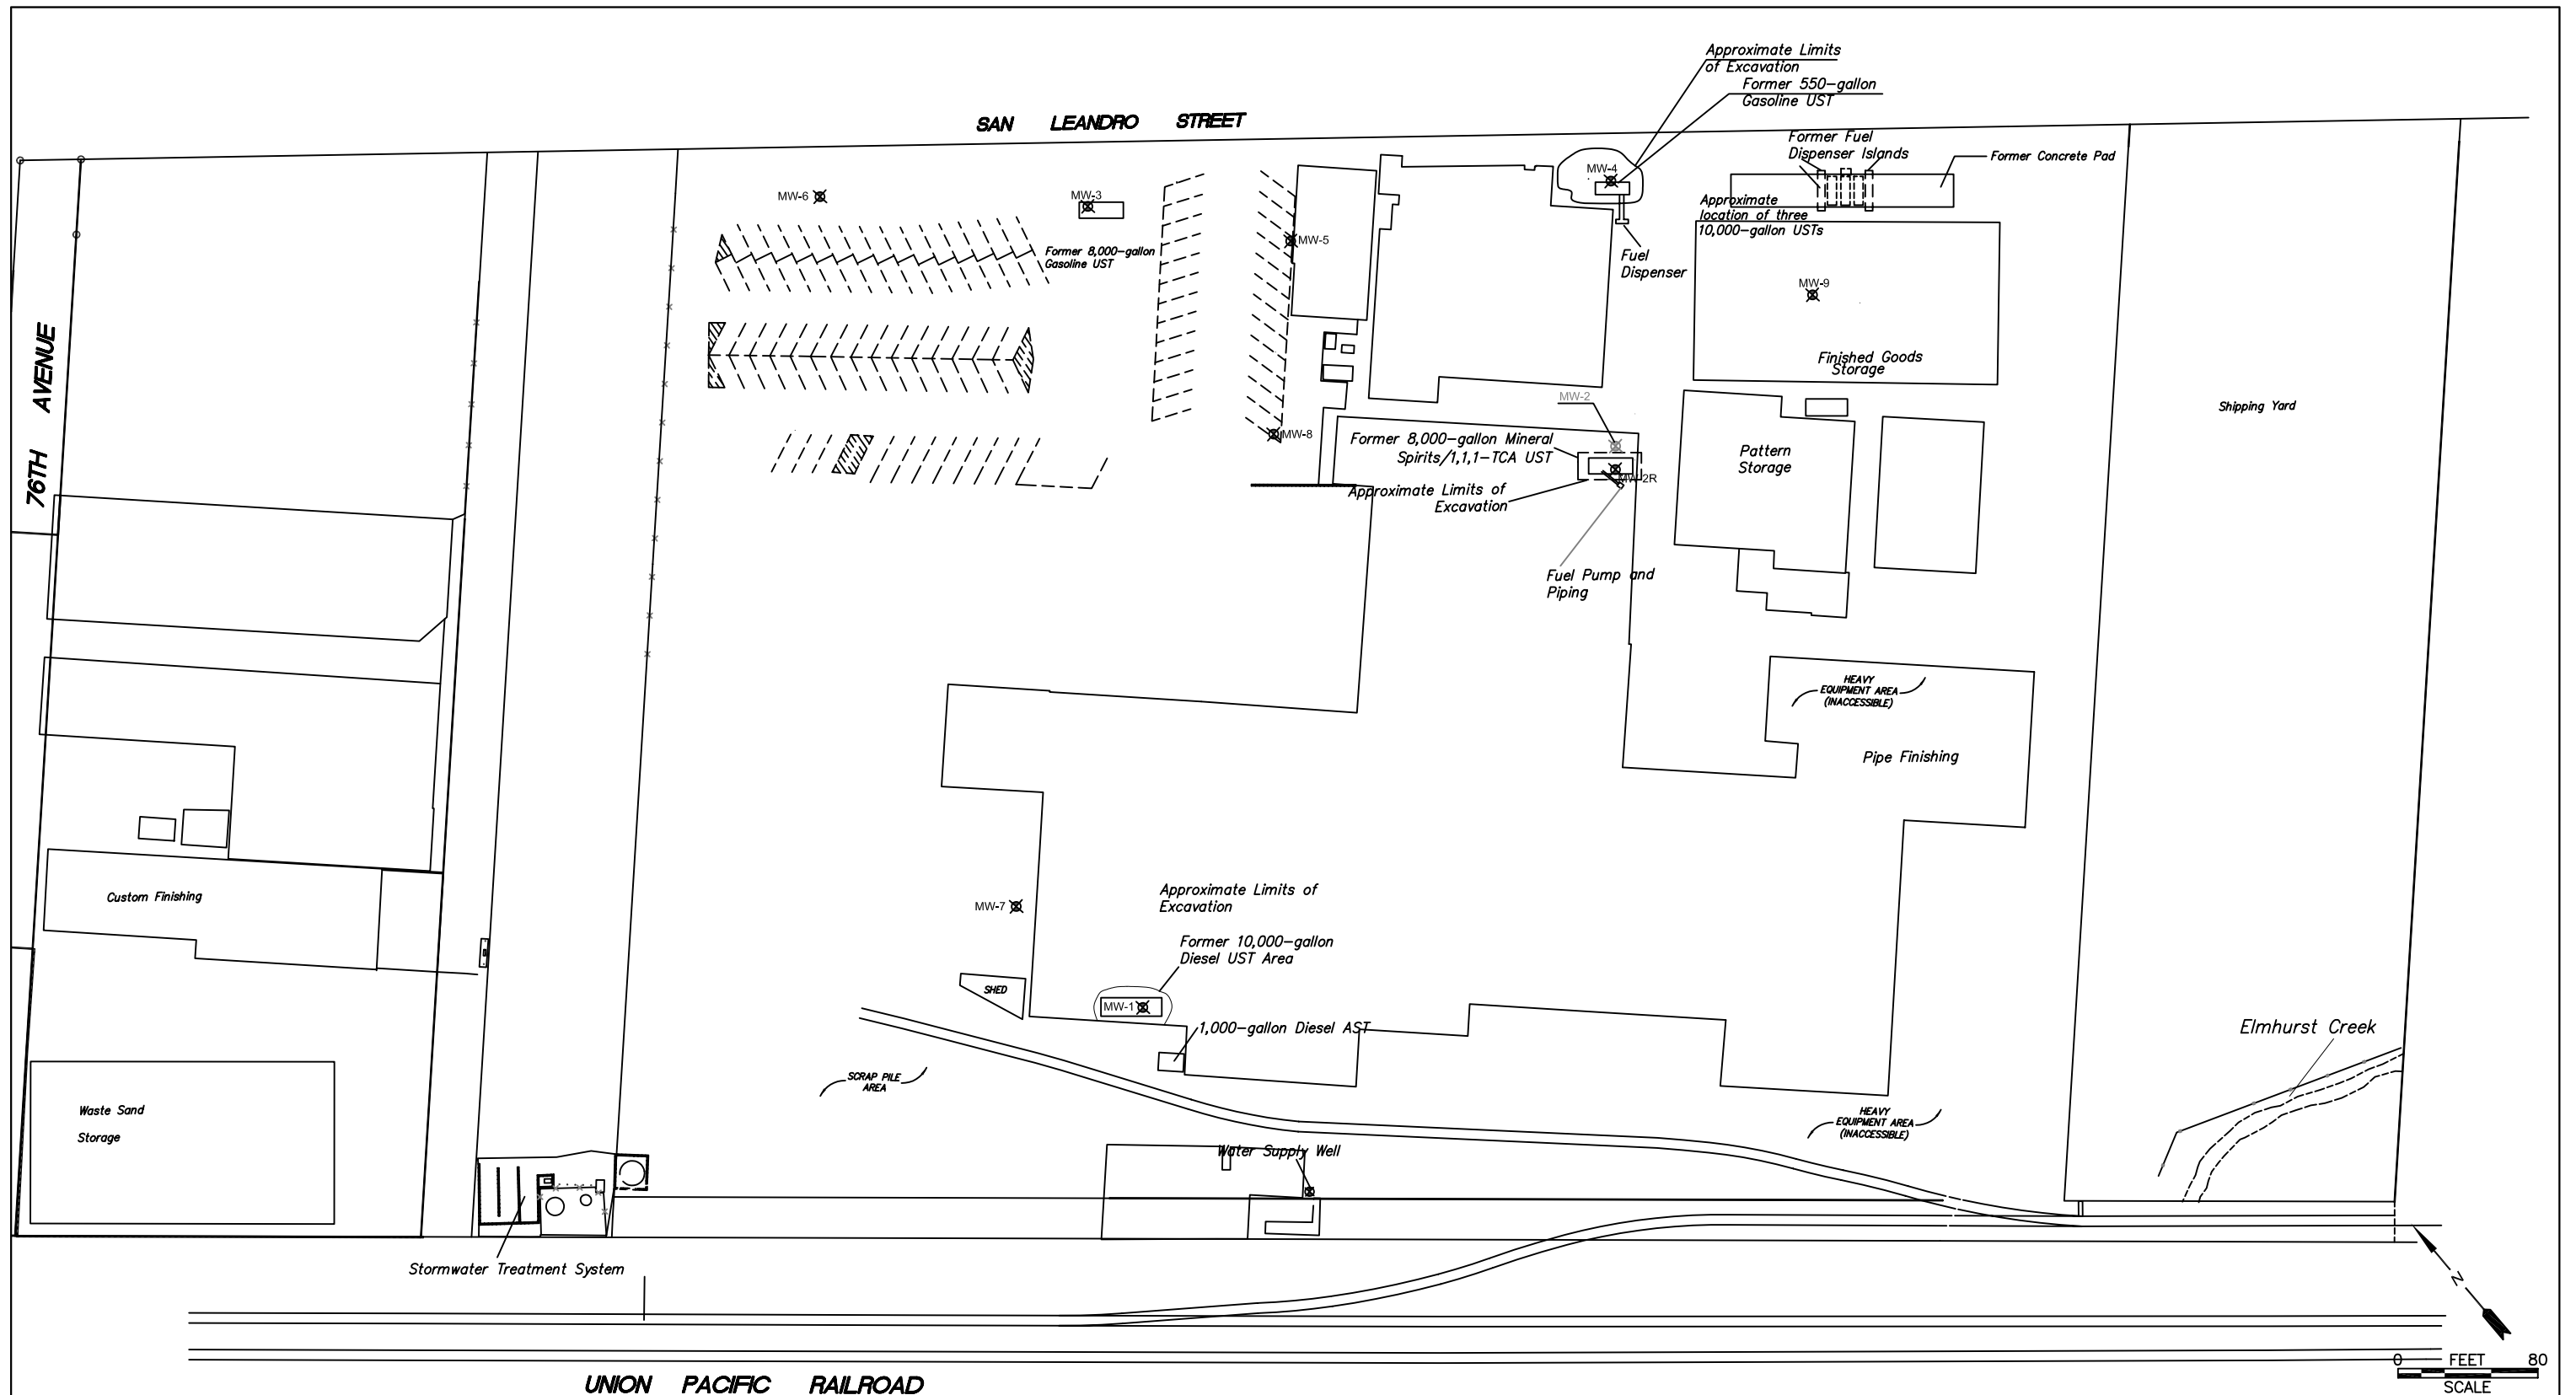 Approximate Limits
of Excavation
Former 550-gallon
Gasoline UST
SAN LEANDRO STREET
Former Fuel
Dispenser Islands
Former Concrete Pad
MW-4
MW-6
MW-3
Approximate
location of three
10,000-gallon USTs
MW-5
Former 8,000-gallon
Gasoline UST
Fuel
Dispenser
MW-9
76TH AVENUE
Finished Goods
Storage
MW-2
Shipping Yard
MW-8
Former 8,000-gallon Mineral
Spirits/1,1,1-TCA UST
Pattern
Storage
MW-2R
Approximate Limits of
Excavation
Fuel Pump and
Piping
HEAVY
EQUIPMENT AREA
(INACCESSIBLE)
Pipe Finishing
Custom Finishing
Approximate Limits of
Excavation
MW-7
Former 10,000-gallon
Diesel UST Area
SHED
MW-1
1,000-gallon Diesel AST
Elmhurst Creek
SCRAP PILE
AREA
Waste Sand
Storage
HEAVY
EQUIPMENT AREA
(INACCESSIBLE)
Water Supply Well
Stormwater Treatment System
N
0 FEET 80
SCALE
UNION PACIFIC RAILROAD